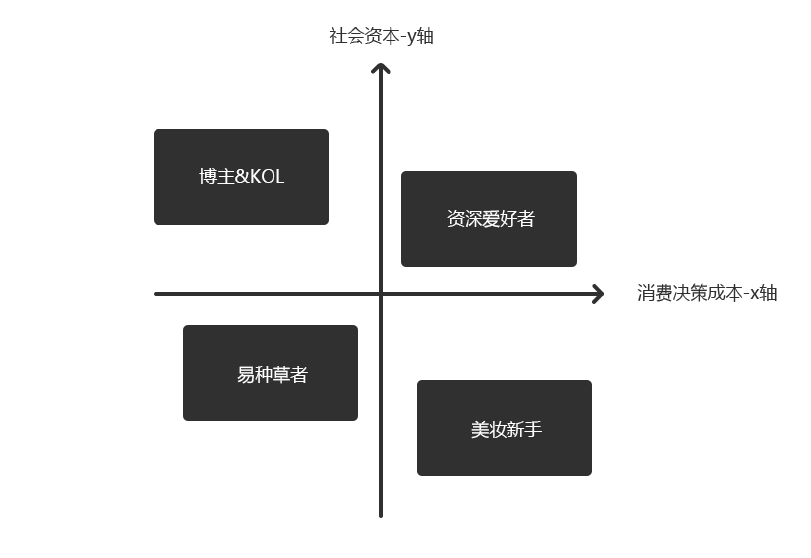 社会资本-y轴
博主&KOL
资深爱好者
消费决策成本-x轴
易种草者
美妆新手